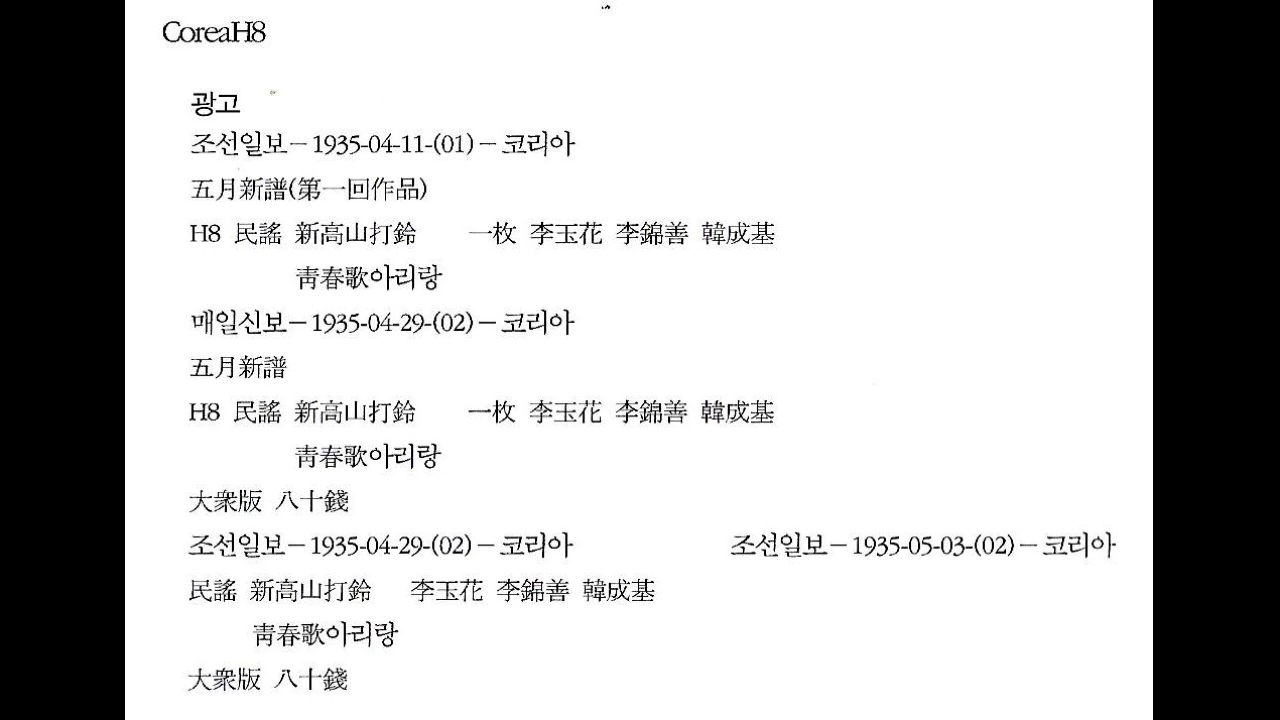 CoreaH8
광고
조선일보－1935-04-11-(01)－코리아
五月新譜(第一回作品)
H8 民謠 新高山打鈴 一枚 李玉花 李錦善 韓成基
靑春歌아리랑
매일신보－1935-04-29-(02)－코리아
五月新譜
H8 民謠 新高山打鈴 一枚 李玉花 李錦善 韓成基
靑春歌아리랑
大衆版 八十錢
조선일보－1935-04-29-(02)－코리아 조선일보－1935-05-03-(02)－코리아
民謠 新高山打鈴 李玉花 李錦善 韓成基
靑春歌아리랑
大衆版 八十錢